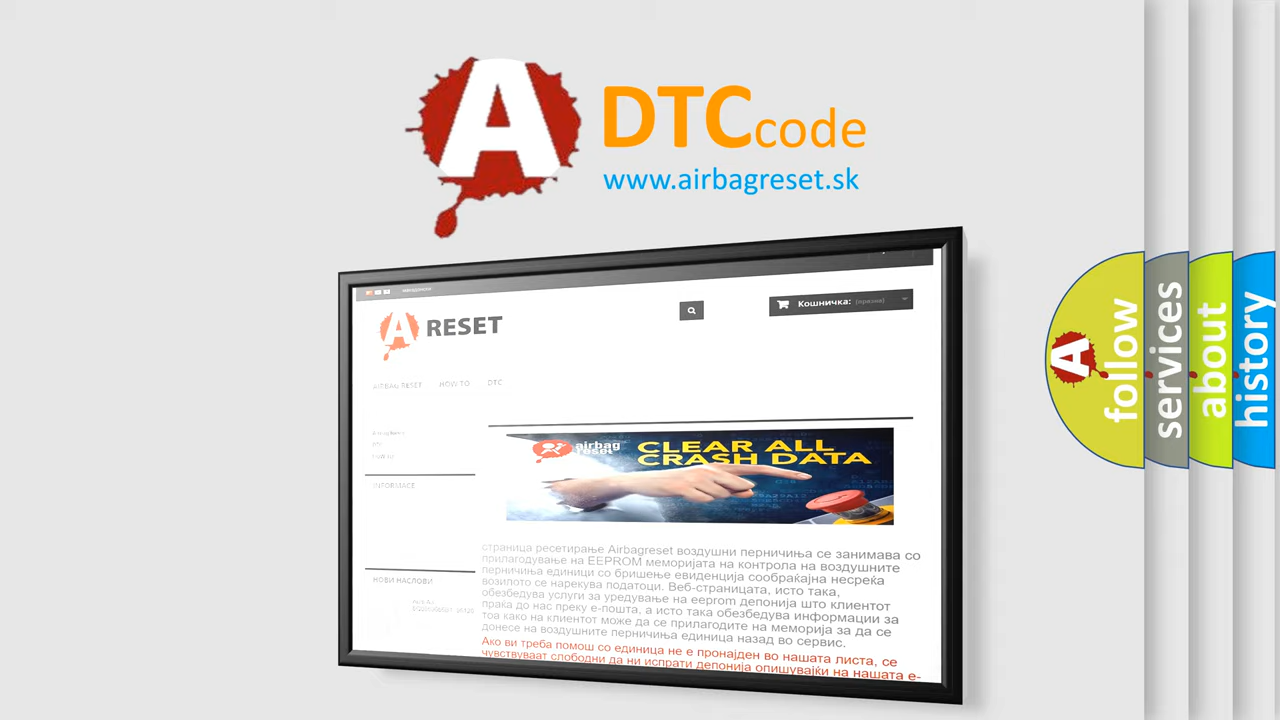 A
DTC code
www.airbagreset.sk
Кошничка: (празни)
A RESET
AIRBAG RESET HOW TO DTC
airbag
reset
CLEAR ALL
CRASH DATA
INFORMACE
НОВИ НАСЛОВИ
страница ресетирање Airbagreset воздушни перничиња се занимава со
прилагодување на EEPROM меморијата на контрола на воздушните
перничиња единици со бришење евиденција сообраќајна несреќа
возилото се нарекува податоци. Веб-страницата, исто така,
обезбедува услуги за уредување на eeprom депонија што клиентот
праќа до нас преку е-пошта, а исто така обезбедува информации за
тоа како на клиентот може да се прилагодите на меморија за да се
донесе на воздушните перничиња единица назад во сервис.
Ако ви треба помош со единица не е пронајден во нашата листа, се
чувствуваат слободни да ни испрати депонија опишувајќи на нашата е-
A
follow
services
about
history